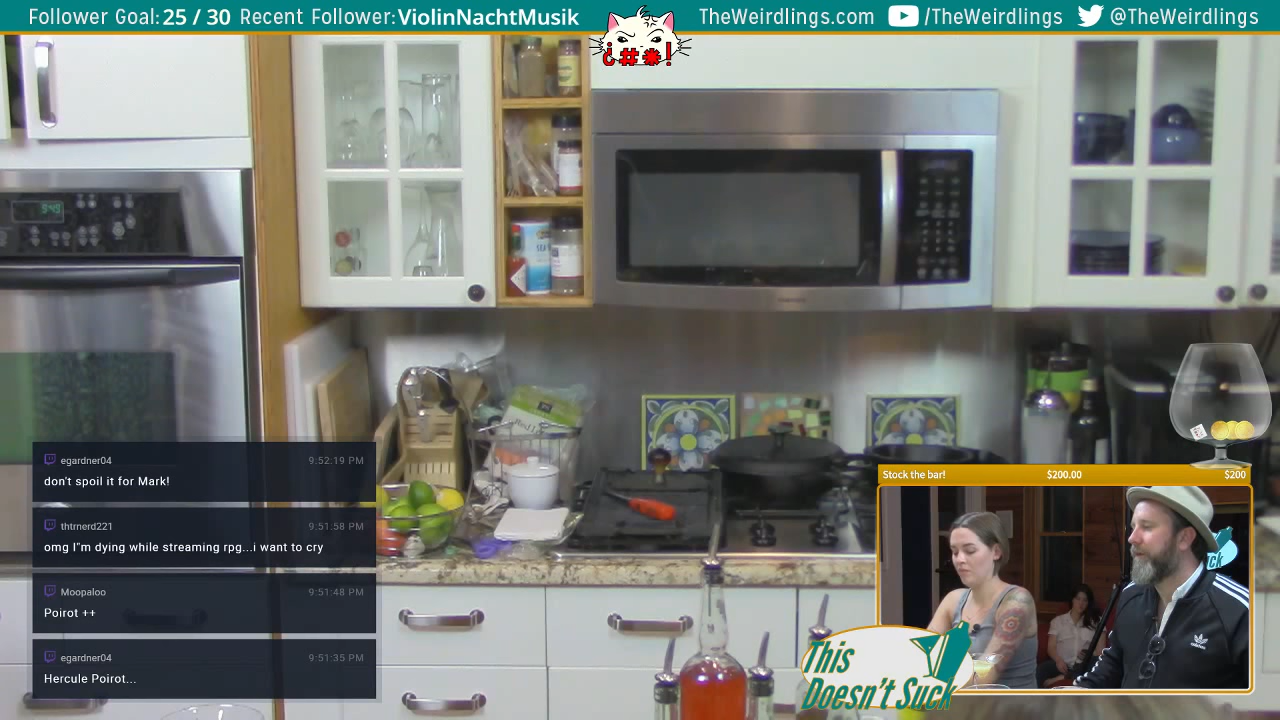 Follower Goal: 25 / 30 Recent Follower: ViolinNachtMusik
TheWeirdlings.com /TheWeirdlings @TheWeirdlings
¿#*!
egardner04 9:52:19 PM
don't spoil it for Mark!
thtrnerd221 9:51:58 PM
omg I"m dying while streaming rpg...i want to cry
Moopaloo 9:51:48 PM
Poirot ++
egardner04 9:51:35 PM
Hercule Poirot...
Stock the bar! $200.00 $200
This
Doesn't Suck